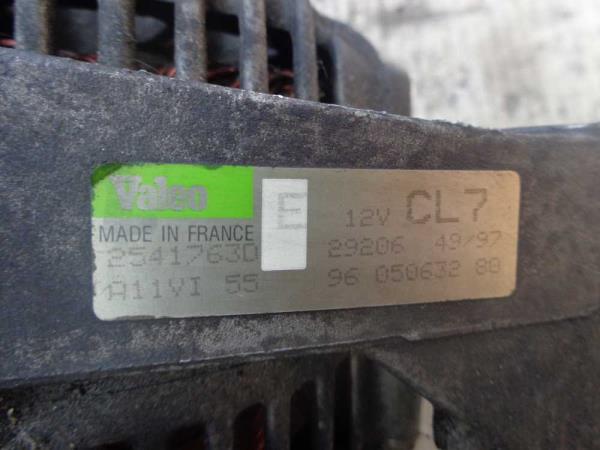 Valeo E 12V CL7
MADE IN FRANCE
2541763D 29206 49/97
A11VI 55 96 050632 80